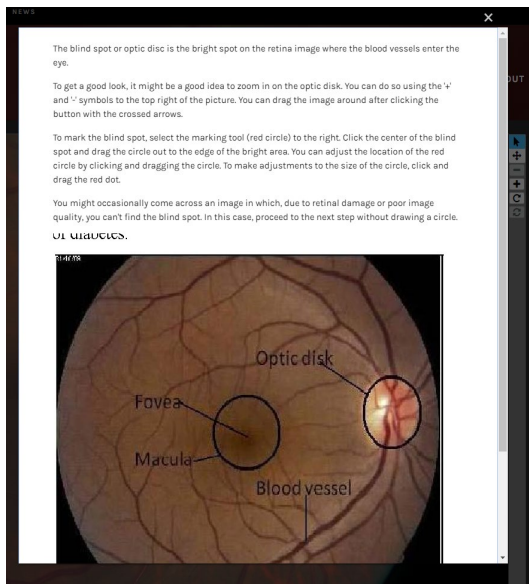 NEWS
The blind spot or optic disc is the bright spot on the retina image where the blood vessels enter the
eye.
To get a good look, it might be a good idea to zoom in on the optic disk. You can do so using the '+'
and '-' symbols to the top right of the picture. You can drag the image around after clicking the
button with the crossed arrows.
To mark the blind spot, select the marking tool (red circle) to the right. Click the center of the blind
spot and drag the circle out to the edge of the bright area. You can adjust the location of the red
circle by clicking and dragging the circle. To make adjustments to the size of the circle, click and
drag the red dot.
You might occasionally come across an image in which, due to retinal damage or poor image
quality, you can't find the blind spot. In this case, proceed to the next step without drawing a circle.
of diabetes.
Optic disk
Fovea
Macula
Blood vessel
OUT